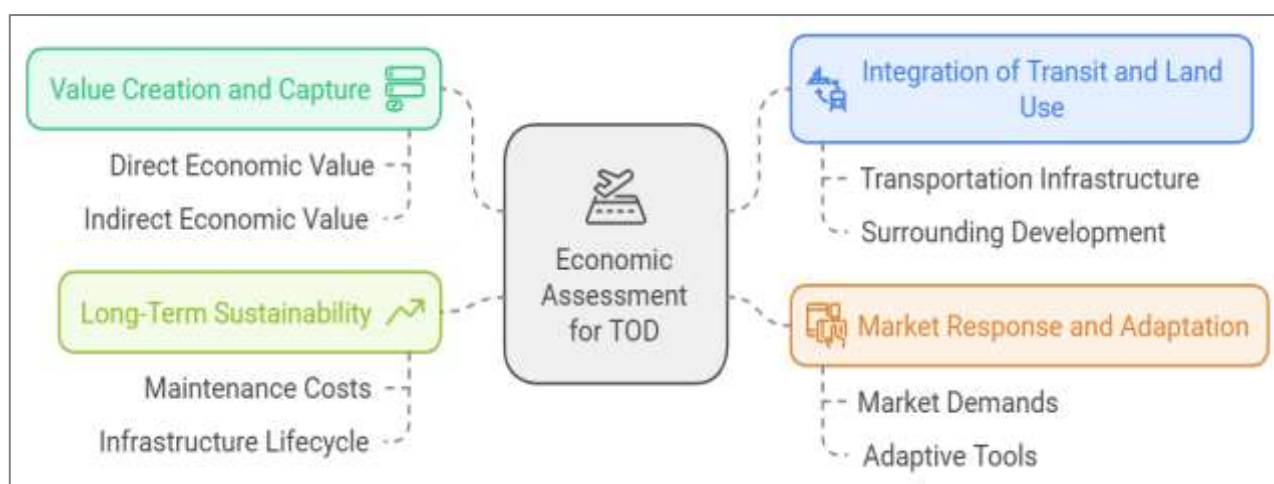 Value Creation and Capture
Direct Economic Value
Indirect Economic Value
Long-Term Sustainability
Maintenance Costs
Infrastructure Lifecycle
Economic
Assessment
for TOD
Integration of Transit and Land
Use
Transportation Infrastructure
Surrounding Development
Market Response and Adaptation
Market Demands
Adaptive Tools